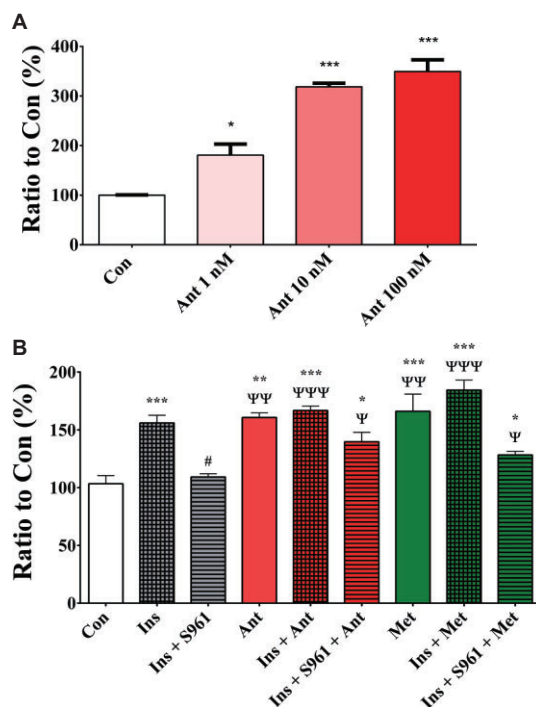 A
Ratio to Con (%)
400
300
200
100
0
*
***
***
Con
Ant 1 nM
Ant 10 nM
Ant 100 nM
B
Ratio to Con (%)
200
150
100
50
0
***
#
**
ΨΨ
***
ΨΨΨ
*
Ψ
***
ΨΨ
***
ΨΨΨ
*
Ψ
Con
Ins
Ins + S961
Ant
Ins + Ant
Ins + S961 + Ant
Met
Ins + Met
Ins + S961 + Met